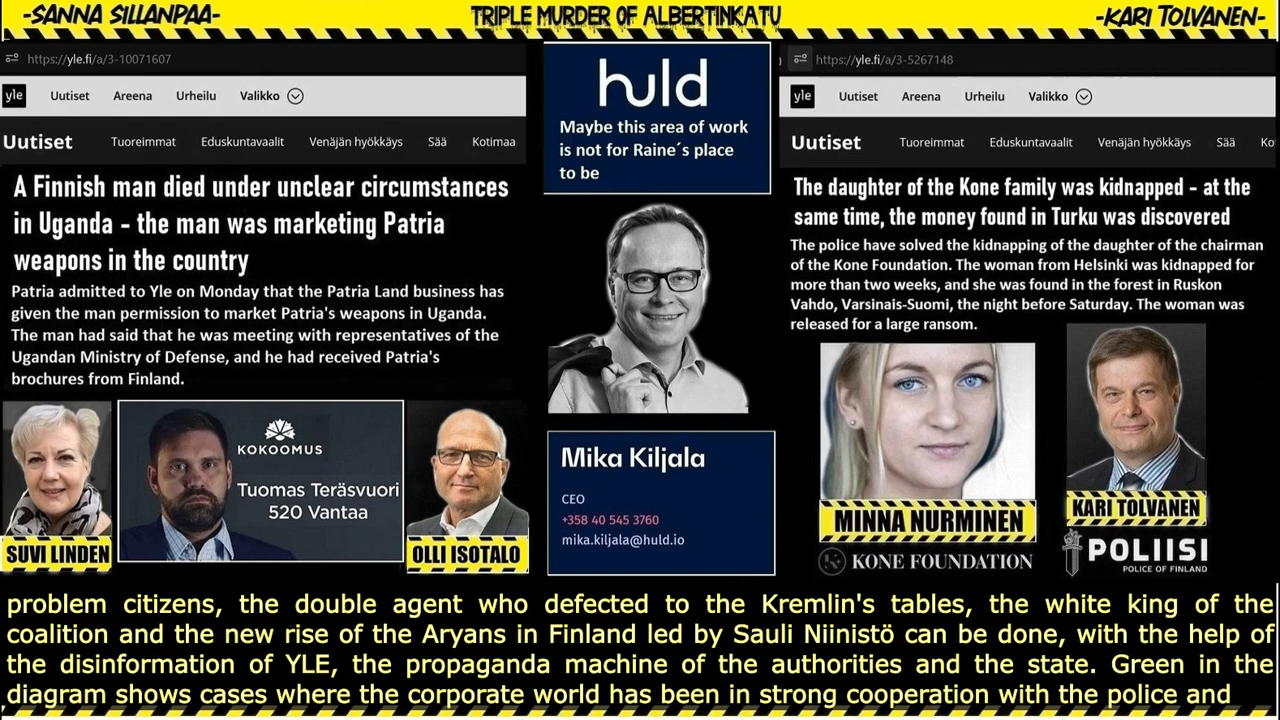 -SANNA SILLANPAA-
TRIPLE MURDER OF ALBERTINKATU
-KARI TOLVANEN-
https://yle.fi/a/3-10071607
yle Uutiset Areena Urheilu Valikko
Uutiset Tuoreimmat Eduskuntavaalit Venäjän hyökkäys Sää Kotimaa
A Finnish man died under unclear circumstances
in Uganda - the man was marketing Patria
weapons in the country
Patria admitted to Yle on Monday that the Patria Land business has
given the man permission to market Patria's weapons in Uganda.
The man had said that he was meeting with representatives of the
Ugandan Ministry of Defense, and he had received Patria's
brochures from Finland.
SUVI LINDEN
KOKOOMUS
Tuomas Teräsvuori
520 Vantaa
OLLI ISOTALO
huld
Maybe this area of work
is not for Raine´s place
to be
Mika Kiljala
CEO
+358 40 545 3760
mika.kiljala@huld.io
https://yle.fi/a/3-5267148
yle Uutiset Areena Urheilu Valikko
Uutiset Tuoreimmat Eduskuntavaalit Venäjän hyökkäys Sää Ko
The daughter of the Kone family was kidnapped - at the
same time, the money found in Turku was discovered
The police have solved the kidnapping of the daughter of the chairman
of the Kone Foundation. The woman from Helsinki was kidnapped for
more than two weeks, and she was found in the forest in Ruskon
Vahdo, Varsinais-Suomi, the night before Saturday. The woman was
released for a large ransom.
MINNA NURMINEN
KONE FOUNDATION
KARI TOLVANEN
POLIISI
POLICE OF FINLAND
problem citizens, the double agent who defected to the Kremlin's tables, the white king of the
coalition and the new rise of the Aryans in Finland led by Sauli Niinistö can be done, with the help of
the disinformation of YLE, the propaganda machine of the authorities and the state. Green in the
diagram shows cases where the corporate world has been in strong cooperation with the police and